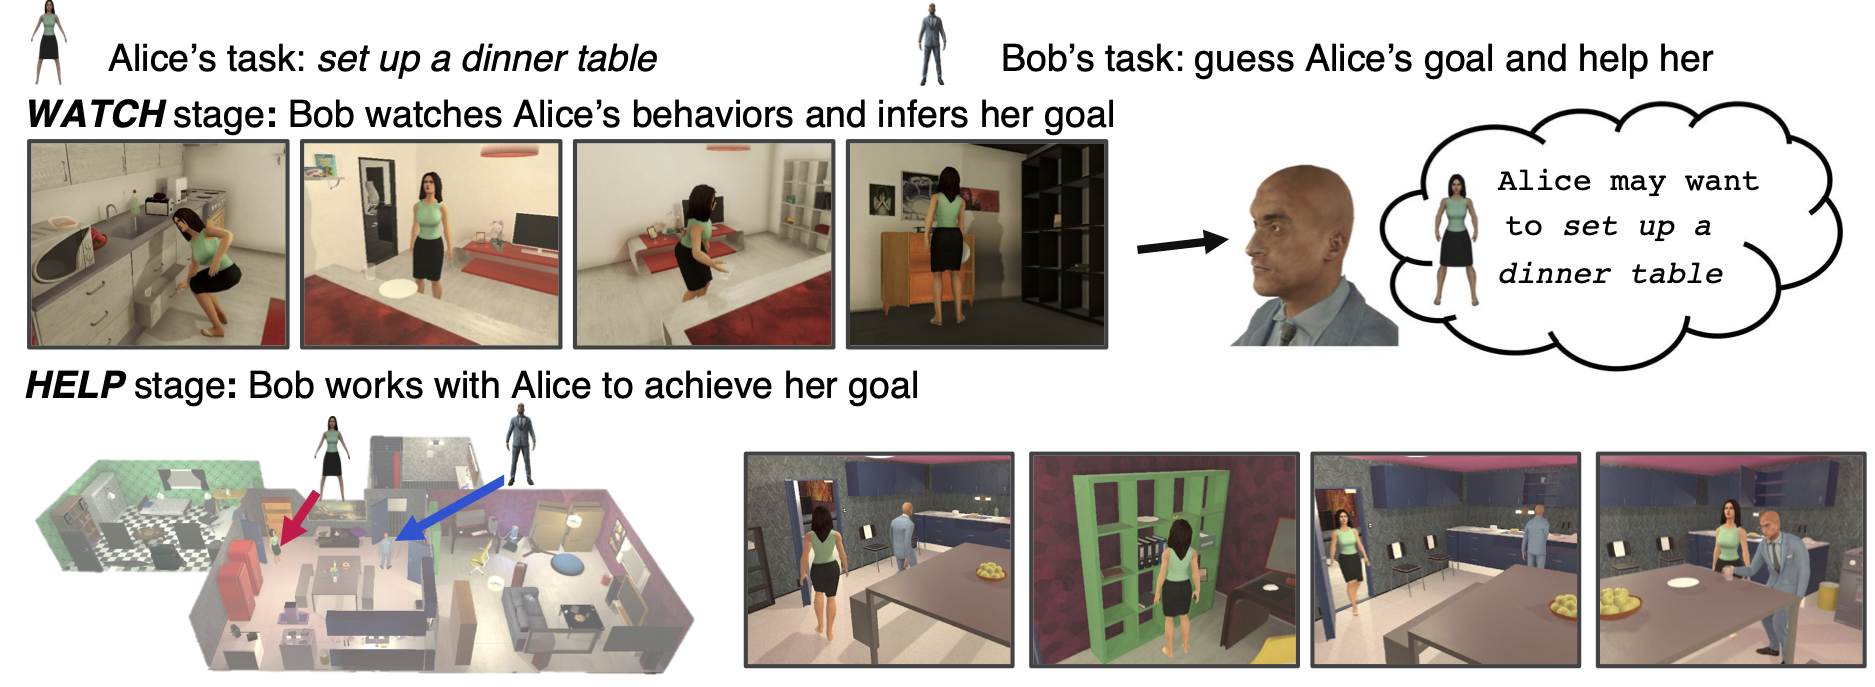 Alice's task: set up a dinner table
Bob's task: guess Alice's goal and help her
WATCH stage: Bob watches Alice's behaviors and infers her goal
Alice may want
to set up a
dinner table
HELP stage: Bob works with Alice to achieve her goal